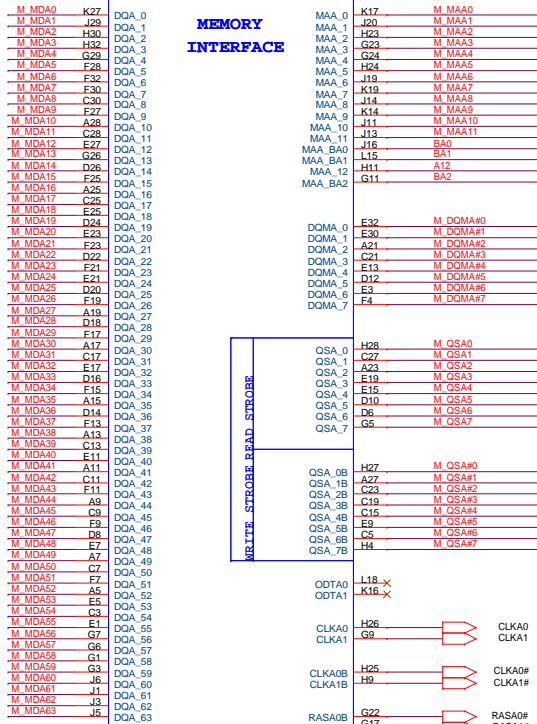 M_MDA0 K27 DQA_0
M_MDA1 J29 DQA_1
M_MDA2 H30 DQA_2
M_MDA3 H32 DQA_3
M_MDA4 G29 DQA_4
M_MDA5 F28 DQA_5
M_MDA6 F32 DQA_6
M_MDA7 F30 DQA_7
M_MDA8 C30 DQA_8
M_MDA9 F27 DQA_9
M_MDA10 A28 DQA_10
M_MDA11 C28 DQA_11
M_MDA12 E27 DQA_12
M_MDA13 G26 DQA_13
M_MDA14 D26 DQA_14
M_MDA15 F25 DQA_15
M_MDA16 A25 DQA_16
M_MDA17 C25 DQA_17
M_MDA18 E25 DQA_18
M_MDA19 D24 DQA_19
M_MDA20 E23 DQA_20
M_MDA21 F23 DQA_21
M_MDA22 D22 DQA_22
M_MDA23 F21 DQA_23
M_MDA24 E21 DQA_24
M_MDA25 D20 DQA_25
M_MDA26 F19 DQA_26
M_MDA27 A19 DQA_27
M_MDA28 D18 DQA_28
M_MDA29 F17 DQA_29
M_MDA30 A17 DQA_30
M_MDA31 C17 DQA_31
M_MDA32 E17 DQA_32
M_MDA33 D16 DQA_33
M_MDA34 F15 DQA_34
M_MDA35 A15 DQA_35
M_MDA36 D14 DQA_36
M_MDA37 F13 DQA_37
M_MDA38 A13 DQA_38
M_MDA39 C13 DQA_39
M_MDA40 E11 DQA_40
M_MDA41 A11 DQA_41
M_MDA42 C11 DQA_42
M_MDA43 F11 DQA_43
M_MDA44 A9 DQA_44
M_MDA45 C9 DQA_45
M_MDA46 F9 DQA_46
M_MDA47 D8 DQA_47
M_MDA48 E7 DQA_48
M_MDA49 A7 DQA_49
M_MDA50 C7 DQA_50
M_MDA51 F7 DQA_51
M_MDA52 A5 DQA_52
M_MDA53 E5 DQA_53
M_MDA54 C3 DQA_54
M_MDA55 E1 DQA_55
M_MDA56 G7 DQA_56
M_MDA57 G6 DQA_57
M_MDA58 G1 DQA_58
M_MDA59 G3 DQA_59
M_MDA60 J6 DQA_60
M_MDA61 J1 DQA_61
M_MDA62 J3 DQA_62
M_MDA63 J5 DQA_63
MEMORY
INTERFACE
WRITE STROBE READ STROBE
MAA_0 K17 M_MAA0
MAA_1 J20 M_MAA1
MAA_2 H23 M_MAA2
MAA_3 G23 M_MAA3
MAA_4 G24 M_MAA4
MAA_5 H24 M_MAA5
MAA_6 J19 M_MAA6
MAA_7 K19 M_MAA7
MAA_8 J14 M_MAA8
MAA_9 K14 M_MAA9
MAA_10 J11 M_MAA10
MAA_11 J13 M_MAA11
MAA_BA0 J16 BA0
MAA_BA1 L15 BA1
MAA_12 H11 A12
MAA_BA2 G11 BA2
DQMA_0 E32 M_DQMA#0
DQMA_1 E30 M_DQMA#1
DQMA_2 A21 M_DQMA#2
DQMA_3 C21 M_DQMA#3
DQMA_4 E13 M_DQMA#4
DQMA_5 D12 M_DQMA#5
DQMA_6 E3 M_DQMA#6
DQMA_7 F4 M_DQMA#7
QSA_0 H28 M_QSA0
QSA_1 C27 M_QSA1
QSA_2 A23 M_QSA2
QSA_3 E19 M_QSA3
QSA_4 E15 M_QSA4
QSA_5 D10 M_QSA5
QSA_6 D6 M_QSA6
QSA_7 G5 M_QSA7
QSA_0B H27 M_QSA#0
QSA_1B A27 M_QSA#1
QSA_2B C23 M_QSA#2
QSA_3B C19 M_QSA#3
QSA_4B C15 M_QSA#4
QSA_5B E9 M_QSA#5
QSA_6B C5 M_QSA#6
QSA_7B H4 M_QSA#7
ODTA0 L18
ODTA1 K16
CLKA0 H26 CLKA0
CLKA1 G9 CLKA1
CLKA0B H25 CLKA0#
CLKA1B H9 CLKA1#
RASA0B G22 RASA0#
G17